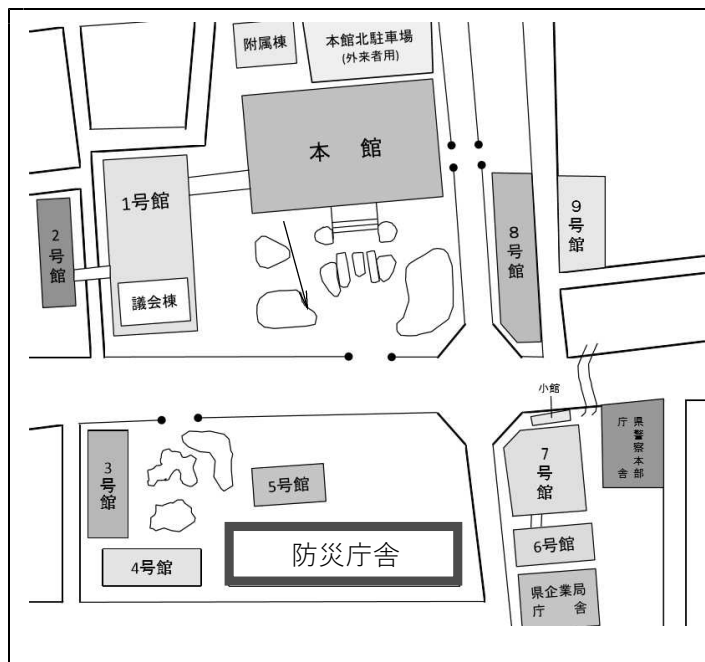 附属棟
本館北駐車場
(外来者用)
本 館
1号館
2号館
8号館
9号館
議会棟
小館
県警察本部
庁 舎
3号館
5号館
7号館
防災庁舎
4号館
6号館
県企業局
庁 舎